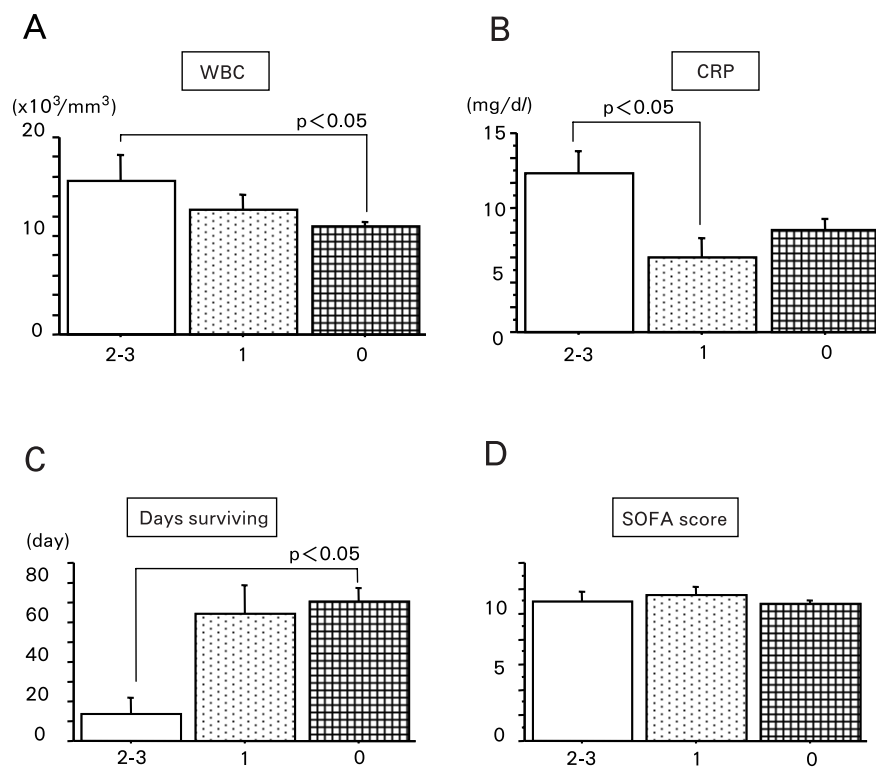 A
WBC
(x10³/mm³)
p<0.05
20
10
0
2-3 1 0
B
CRP
(mg/dl)
p<0.05
15
10
5
0
2-3 1 0
C
Days surviving
(day)
p<0.05
80
60
40
20
0
2-3 1 0
D
SOFA score
10
5
0
2-3 1 0